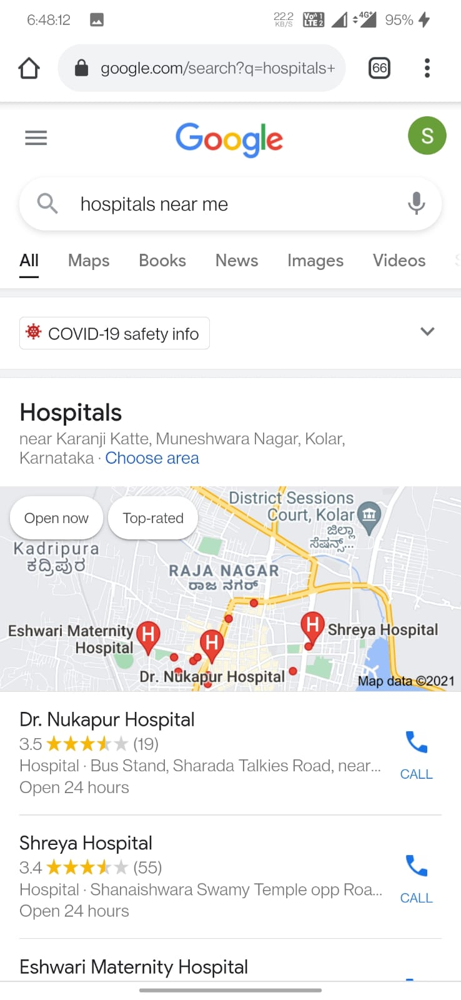 6:48:12
22.2
KB/S
Vo)) 1
LTE 2
4G+
95%
google.com/search?q=hospitals+
66
Google
S
hospitals near me
All Maps Books News Images Videos
COVID-19 safety info
Hospitals
near Karanji Katte, Muneshwara Nagar, Kolar,
Karnataka · Choose area
Open now
Top-rated
District Sessions
Court, Kolar
ಜಿಲ್ಲಾ
ಸೆಷನ್ಸ್...
Kadripura
ಕದ್ರಿಪುರ
RAJA NAGAR
ರಾಜ ನಗರ್
Eshwari Maternity
Hospital
H
H
H
Shreya Hospital
Dr. Nukapur Hospital
Map data ©2021
Dr. Nukapur Hospital
3.5 (19)
Hospital · Bus Stand, Sharada Talkies Road, near...
Open 24 hours
CALL
Shreya Hospital
3.4 (55)
Hospital · Shanaishwara Swamy Temple opp Roa...
Open 24 hours
CALL
Eshwari Maternity Hospital